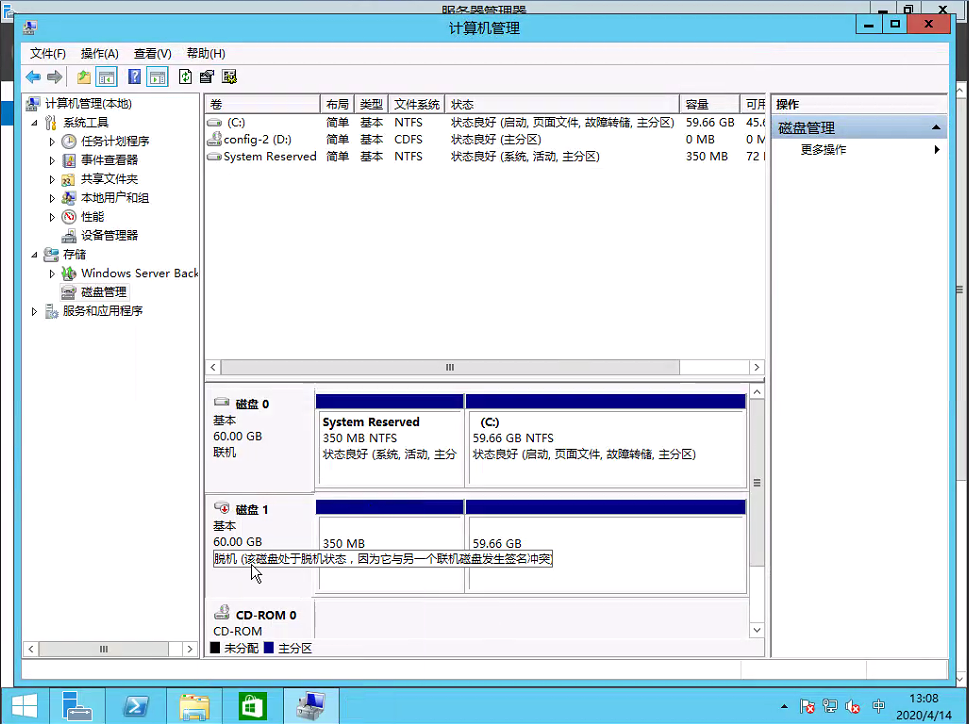 服务器管理器
计算机管理
文件(F) 操作(A) 查看(V) 帮助(H)
计算机管理(本地)
系统工具
任务计划程序
事件查看器
共享文件夹
本地用户和组
性能
设备管理器
存储
Windows Server Back
磁盘管理
服务和应用程序
卷 布局 类型 文件系统 状态 容量 可用
(C:) 简单 基本 NTFS 状态良好 (启动, 页面文件, 故障转储, 主分区) 59.66 GB 45.
config-2 (D:) 简单 基本 CDFS 状态良好 (主分区) 0 MB 0 M
System Reserved 简单 基本 NTFS 状态良好 (系统, 活动, 主分区) 350 MB 72
磁盘 0
基本
60.00 GB
联机
System Reserved
350 MB NTFS
状态良好 (系统, 活动, 主分
(C:)
59.66 GB NTFS
状态良好 (启动, 页面文件, 故障转储, 主分区)
磁盘 1
基本
60.00 GB
350 MB
59.66 GB
脱机 (该磁盘处于脱机状态，因为它与另一个联机磁盘发生签名冲突)
CD-ROM 0
CD-ROM
未分配 主分区
操作
磁盘管理
更多操作
中
13:08
2020/4/14